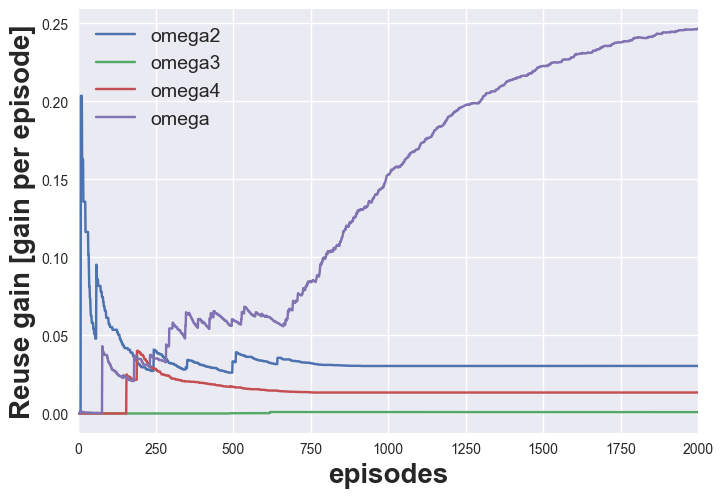 Reuse gain [gain per episode]
0.25
0.20
0.15
0.10
0.05
0.00
omega2
omega3
omega4
omega
0 250 500 750 1000 1250 1500 1750 2000
episodes